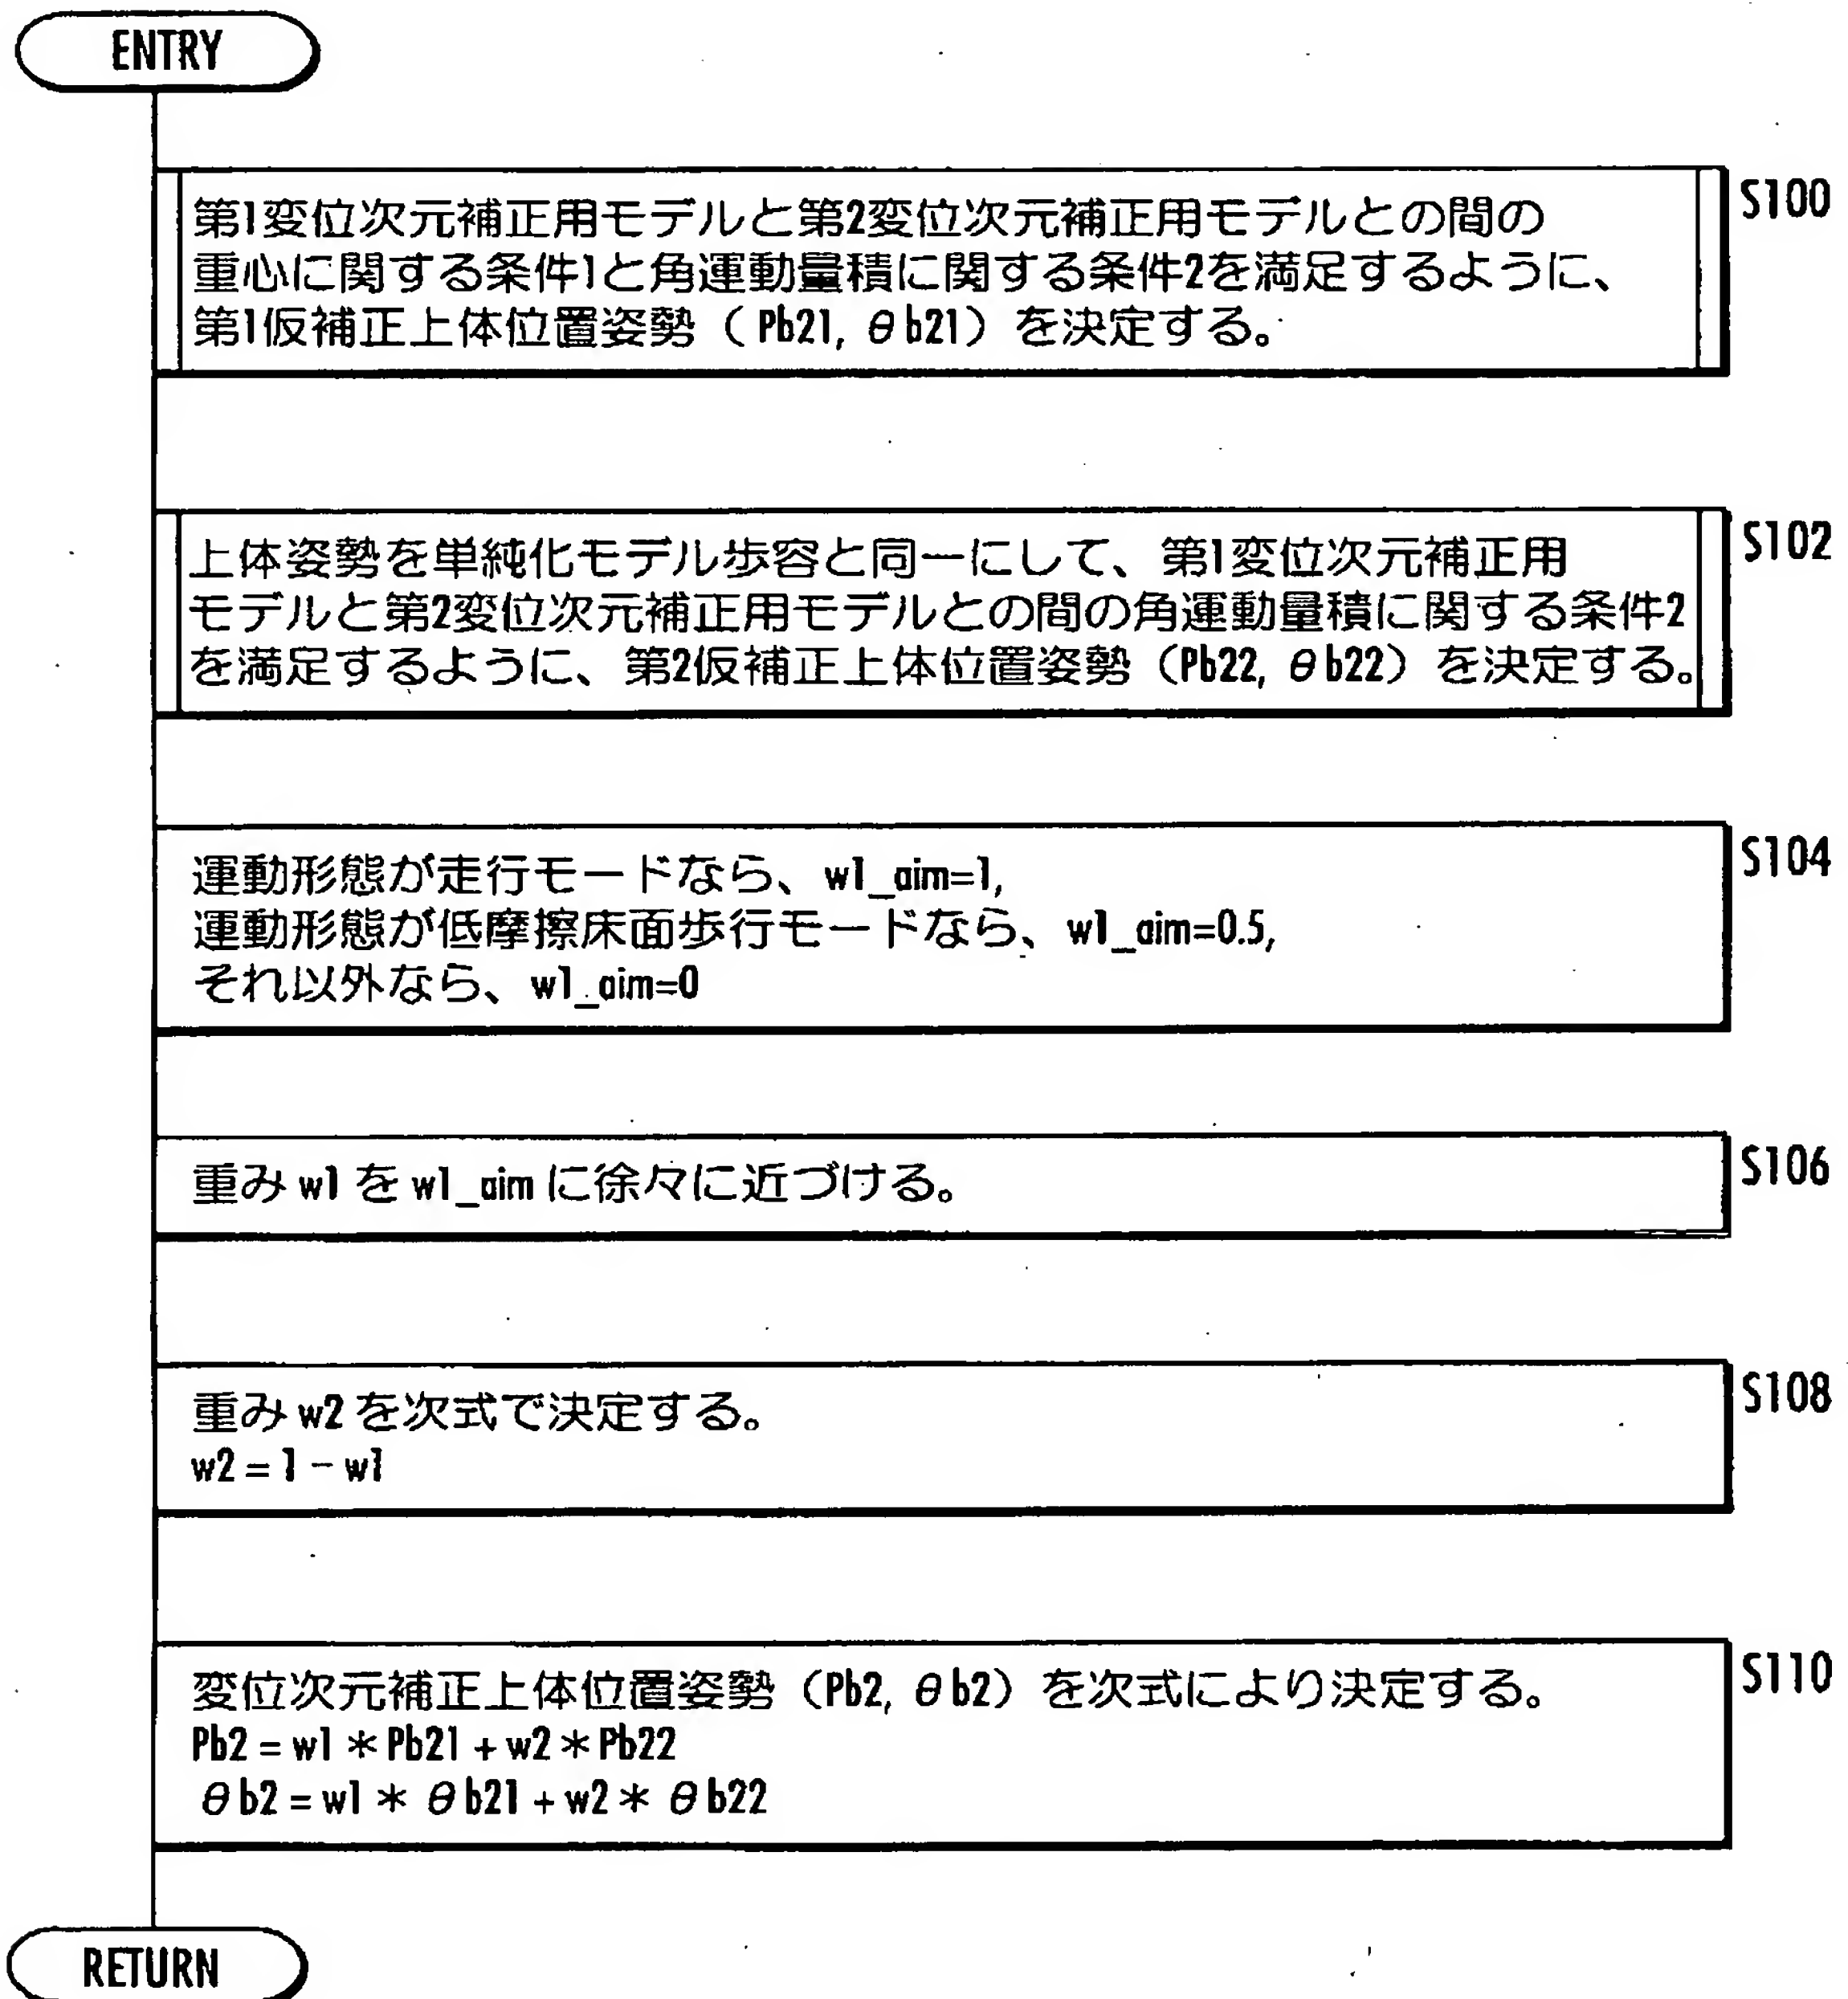 ENTRY
S100
第1変位次元補正用モデルと第2変位次元補正用モデルとの間の
重心に関する条件1と角運動量積に関する条件2を満足するように、
第1仮補正上体位置姿勢（Pb21, θb21）を決定する。
S102
上体姿勢を単純化モデル歩容と同一にして、第1変位次元補正用
モデルと第2変位次元補正用モデルとの間の角運動量積に関する条件2
を満足するように、第2仮補正上体位置姿勢（Pb22, θb22）を決定する。
S104
運動形態が走行モードなら、w1_aim=1,
運動形態が低摩擦床面歩行モードなら、w1_aim=0.5,
それ以外なら、w1_aim=0
S106
重み w1 を w1_aim に徐々に近づける。
S108
重み w2 を次式で決定する。
w2 = 1 − w1
S110
変位次元補正上体位置姿勢（Pb2, θb2）を次式により決定する。
Pb2 = w1 * Pb21 + w2 * Pb22
θb2 = w1 * θb21 + w2 * θb22
RETURN